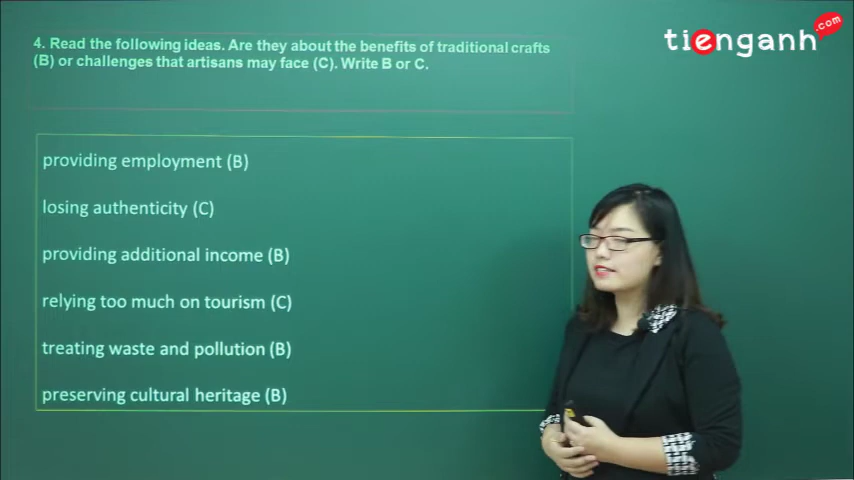 4. Read the following ideas. Are they about the benefits of traditional crafts
(B) or challenges that artisans may face (C). Write B or C.
tienganh.com
providing employment (B)
losing authenticity (C)
providing additional income (B)
relying too much on tourism (C)
treating waste and pollution (B)
preserving cultural heritage (B)